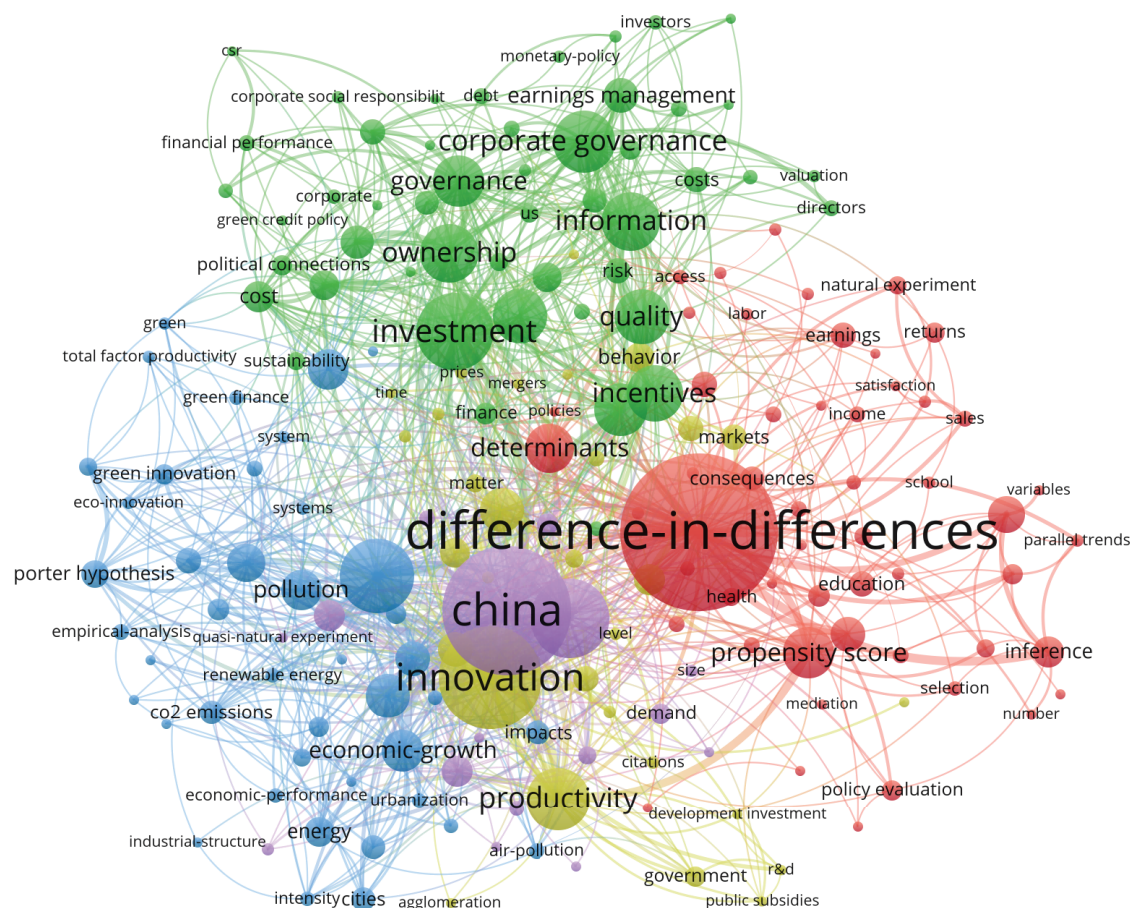 investors
csr
monetary-policy
corporate social responsibilit
debt
earnings management
financial performance
corporate governance
governance
costs
valuation
corporate
directors
green credit policy
us
information
ownership
political connections
risk
access
natural experiment
cost
labor
green
investment
quality
earnings
returns
total factor productivity
sustainability
behavior
prices
mergers
satisfaction
time
green finance
incentives
finance
policies
income
sales
system
determinants
markets
green innovation
matter
consequences
school
variables
eco-innovation
systems
difference-in-differences
parallel trends
porter hypothesis
pollution
education
health
china
empirical-analysis
quasi-natural experiment
level
propensity score
inference
renewable energy
innovation
size
selection
co2 emissions
demand
mediation
number
impacts
economic-growth
citations
economic-performance
urbanization
productivity
policy evaluation
development investment
energy
industrial-structure
air-pollution
government
r&d
intensity
cities
agglomeration
public subsidies